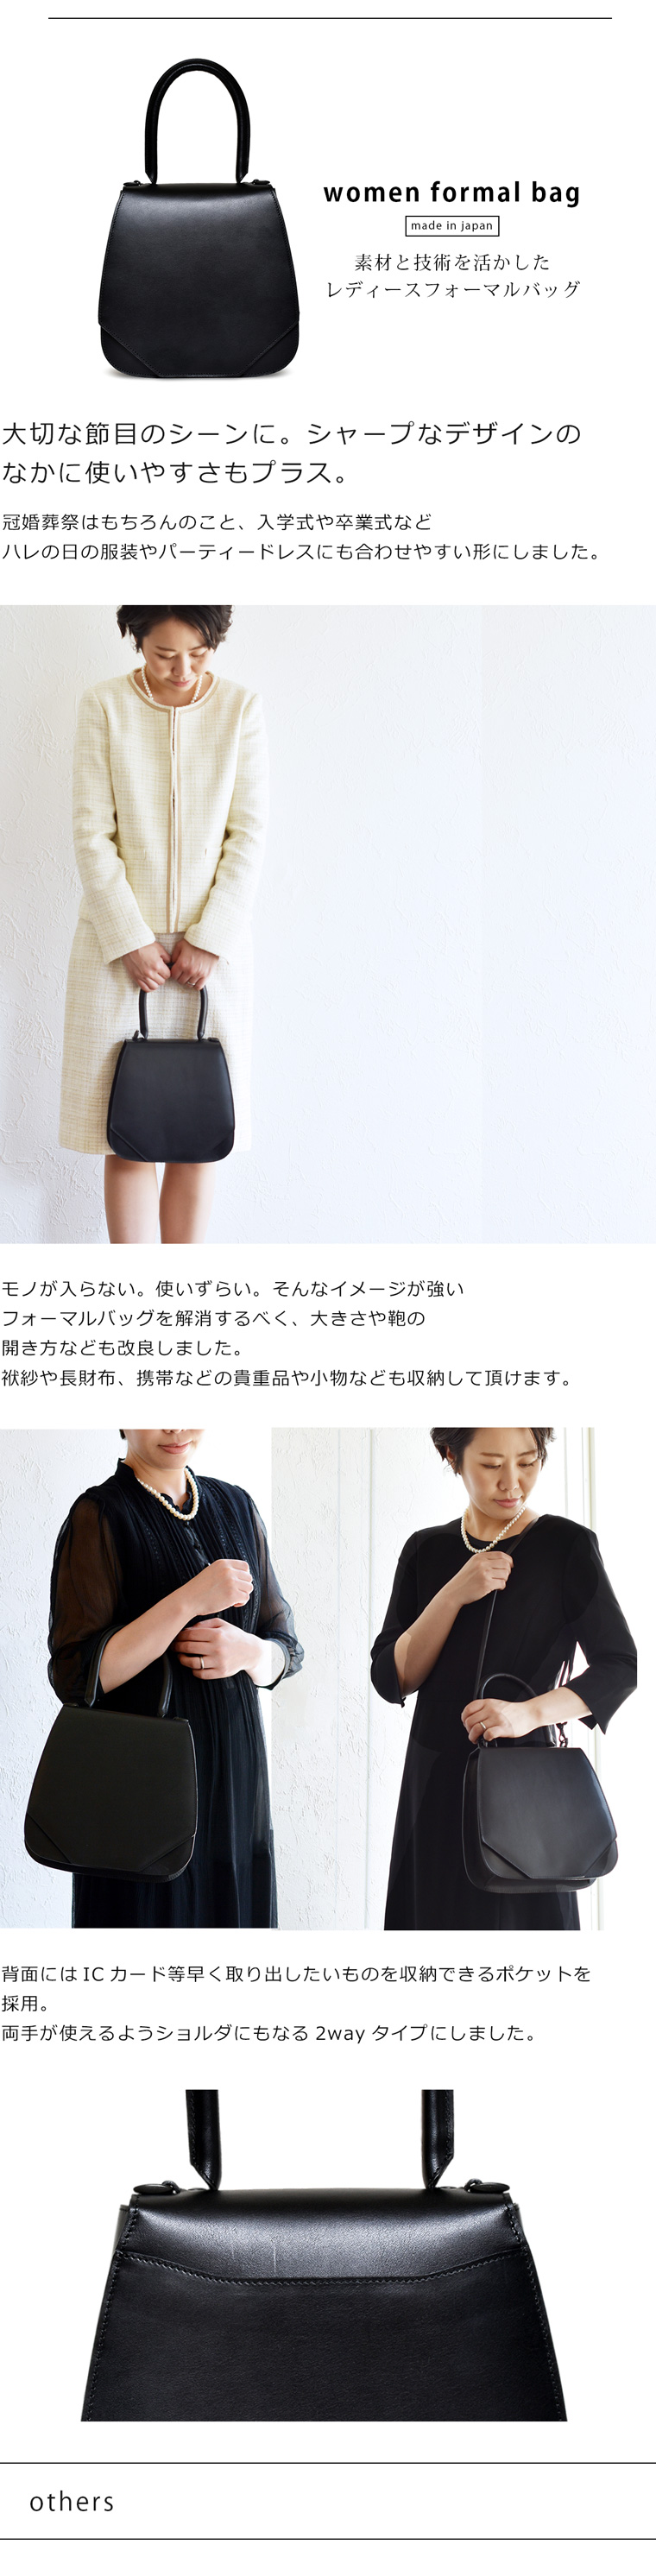 women formal bag
made in japan
素材と技術を活かした
レディースフォーマルバッグ
大切な節目のシーンに。シャープなデザインの
なかに使いやすさもプラス。
冠婚葬祭はもちろんのこと、入学式や卒業式など
ハレの日の服装やパーティードレスにも合わせやすい形にしました。
モノが入らない。使いずらい。そんなイメージが強い
フォーマルバッグを解消するべく、大きさや鞄の
開き方なども改良しました。
袱紗や長財布、携帯などの貴重品や小物なども収納して頂けます。
背面には IC カード等早く取り出したいものを収納できるポケットを
採用。
両手が使えるようショルダにもなる 2way タイプにしました。
others